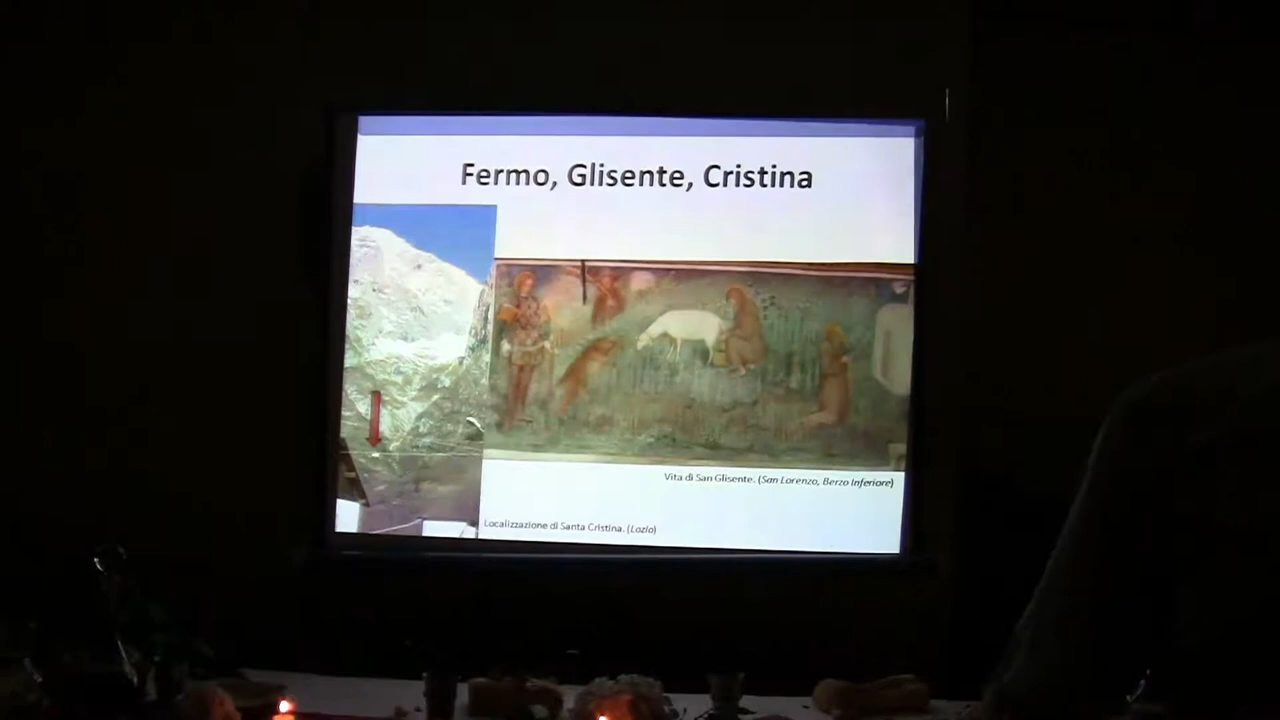 Fermo, Glisente, Cristina
Vita di San Glisente. (San Lorenzo, Berzo Inferiore)
Localizzazione di Santa Cristina. (Lozio)